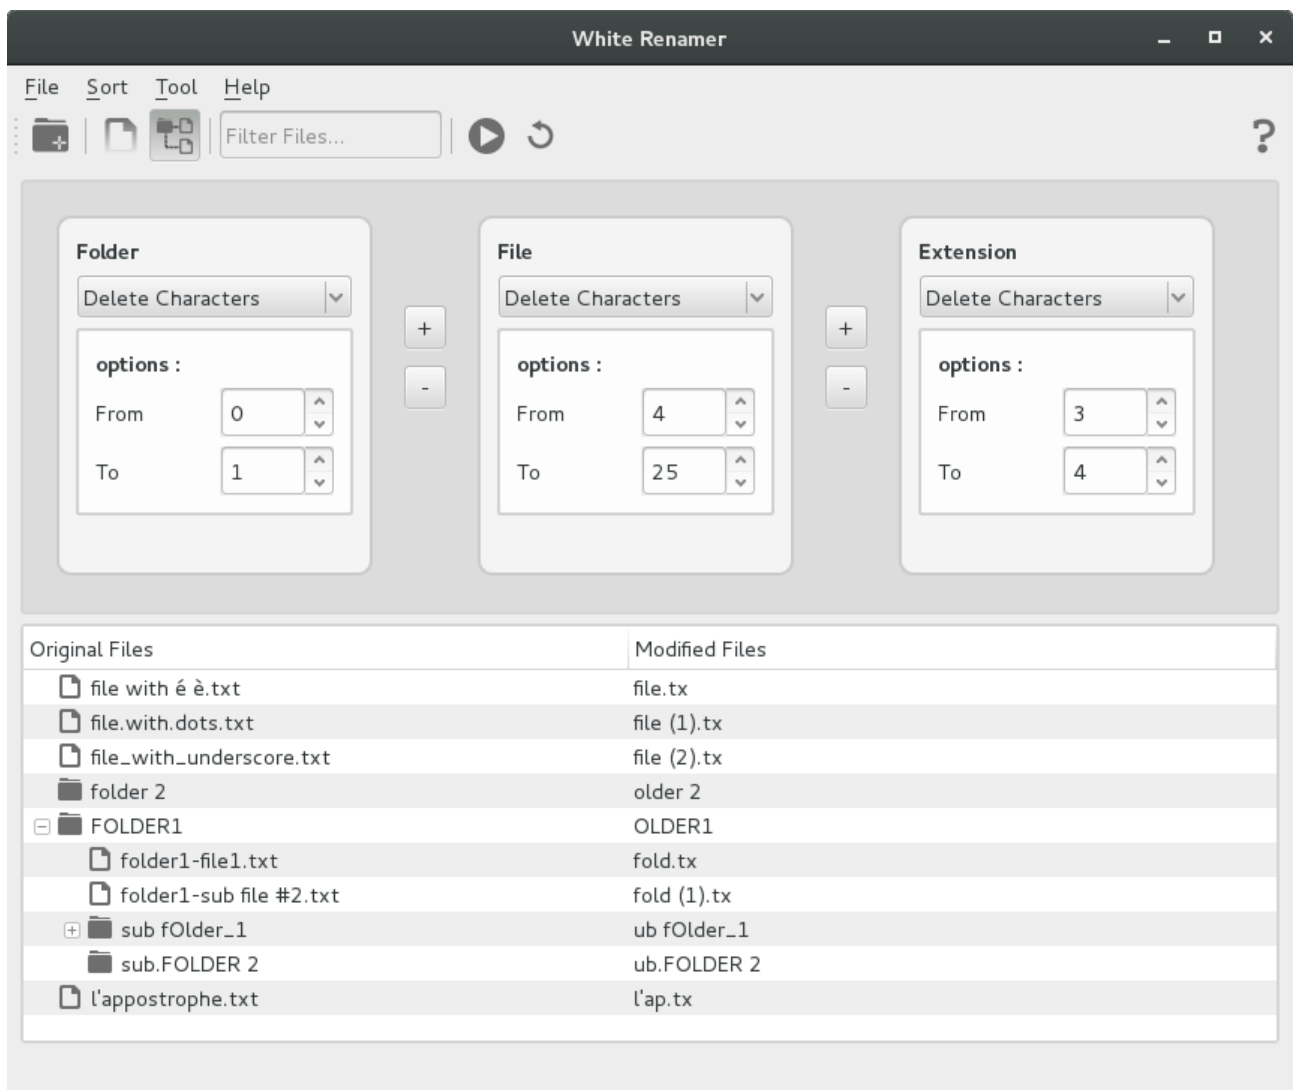 White Renamer
File Sort Tool Help
Filter Files...
Folder File Extension
Delete Characters Delete Characters Delete Characters
+ +
options : options : options :
- -
From 0 From 4 From 3
To 1 To 25 To 4
Original Files Modified Files
file with é è.txt file.tx
file.with.dots.txt file (1).tx
file_with_underscore.txt file (2).tx
folder 2 older 2
FOLDER1 OLDER1
folder1-file1.txt fold.tx
folder1-sub file #2.txt fold (1).tx
sub fOlder_1 ub fOlder_1
sub.FOLDER 2 ub.FOLDER 2
l'appostrophe.txt l'ap.tx